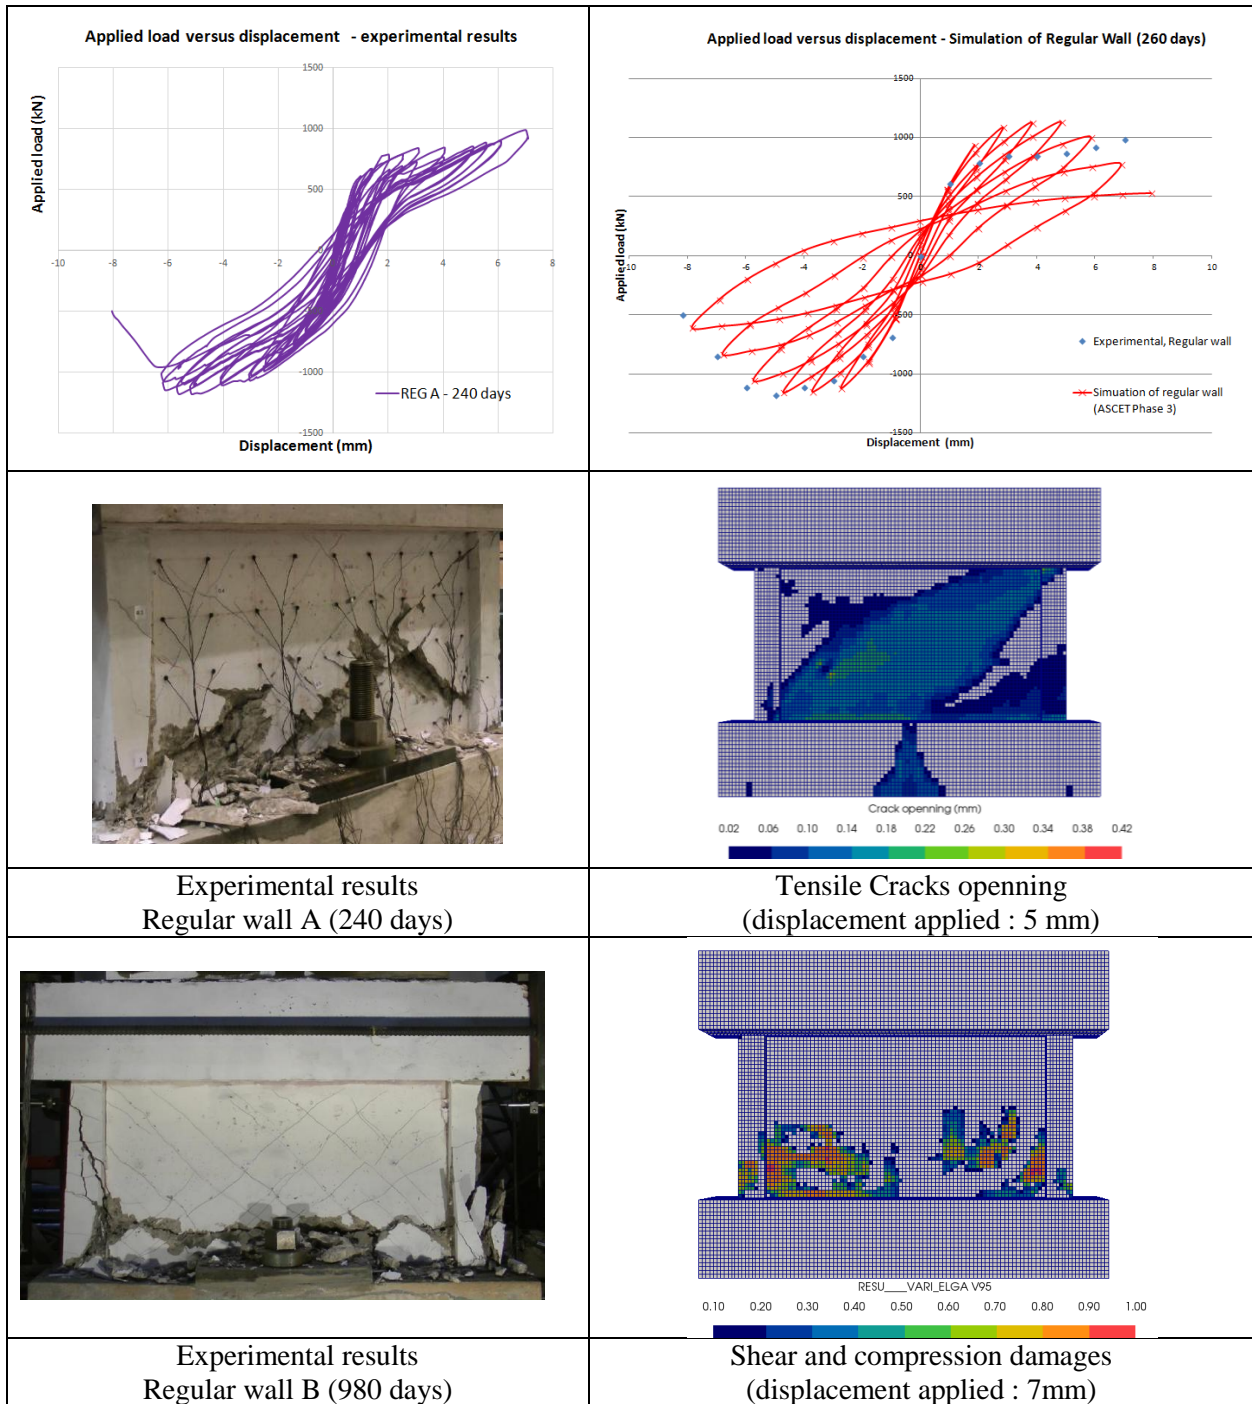 Applied load versus displacement - experimental results
1500
1000
500
0
-10 -8 -6 -4 -2 0 2 4 6 8
-500
-1000
-1500
Applied load (kN)
REG A - 240 days
Displacement (mm)
Applied load versus displacement - Simulation of Regular Wall (260 days)
1500
1000
500
0
-10 -8 -6 -4 -2 0 2 4 6 8 10
-500
-1000
-1500
Applied load (kN)
Experimental, Regular wall
Simuation of regular wall
(ASCET Phase 3)
Displacement (mm)
Crack openning (mm)
0.02 0.06 0.10 0.14 0.18 0.22 0.26 0.30 0.34 0.38 0.42
Experimental results
Regular wall A (240 days)
Tensile Cracks openning
(displacement applied : 5 mm)
RESU____VARI_ELGA V95
0.10 0.20 0.30 0.40 0.50 0.60 0.70 0.80 0.90 1.00
Experimental results
Regular wall B (980 days)
Shear and compression damages
(displacement applied : 7mm)